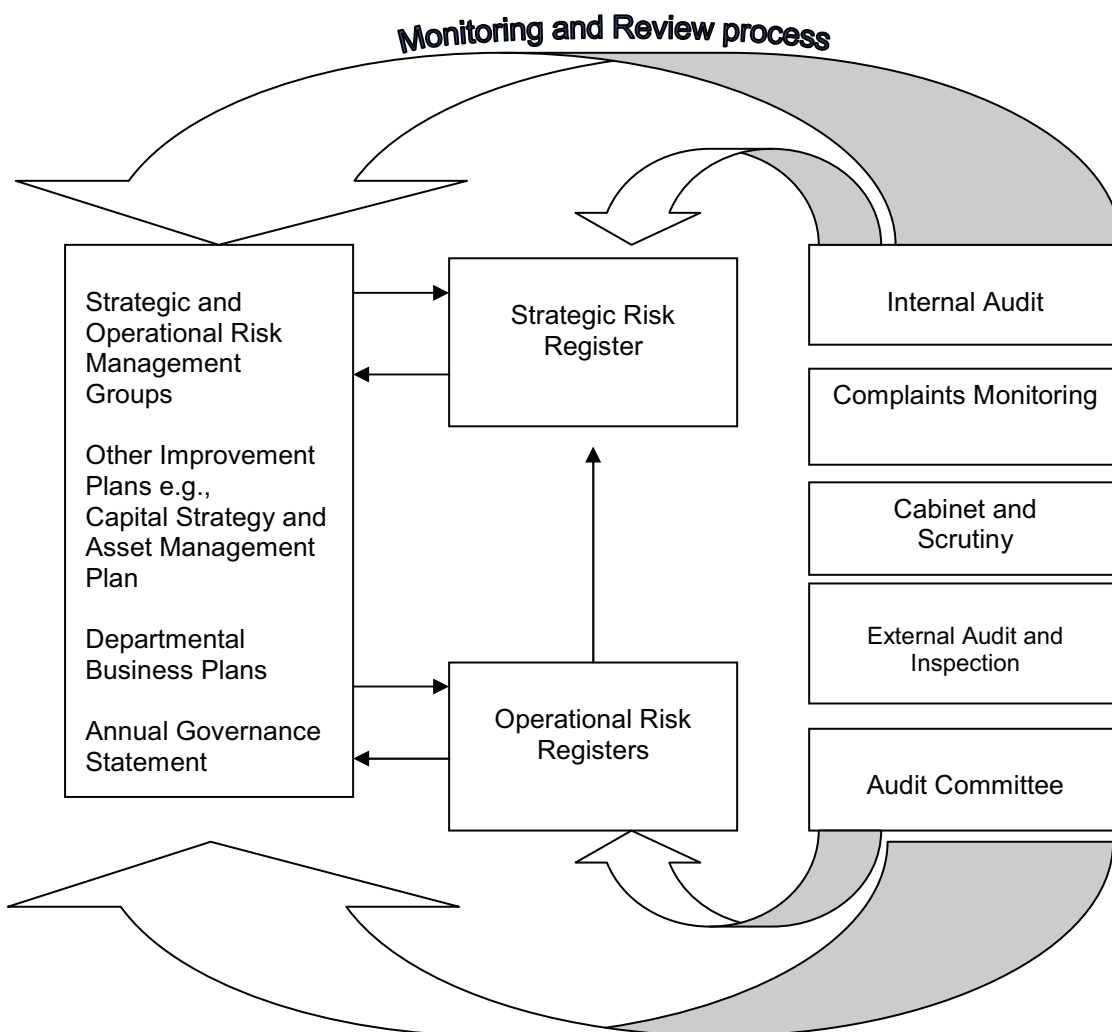 Monitoring and Review process
Strategic and
Operational Risk
Management
Groups
Other Improvement
Plans e.g.,
Capital Strategy and
Asset Management
Plan
Departmental
Business Plans
Annual Governance
Statement
Strategic Risk
Register
Operational Risk
Registers
Internal Audit
Complaints Monitoring
Cabinet and
Scrutiny
External Audit and
Inspection
Audit Committee